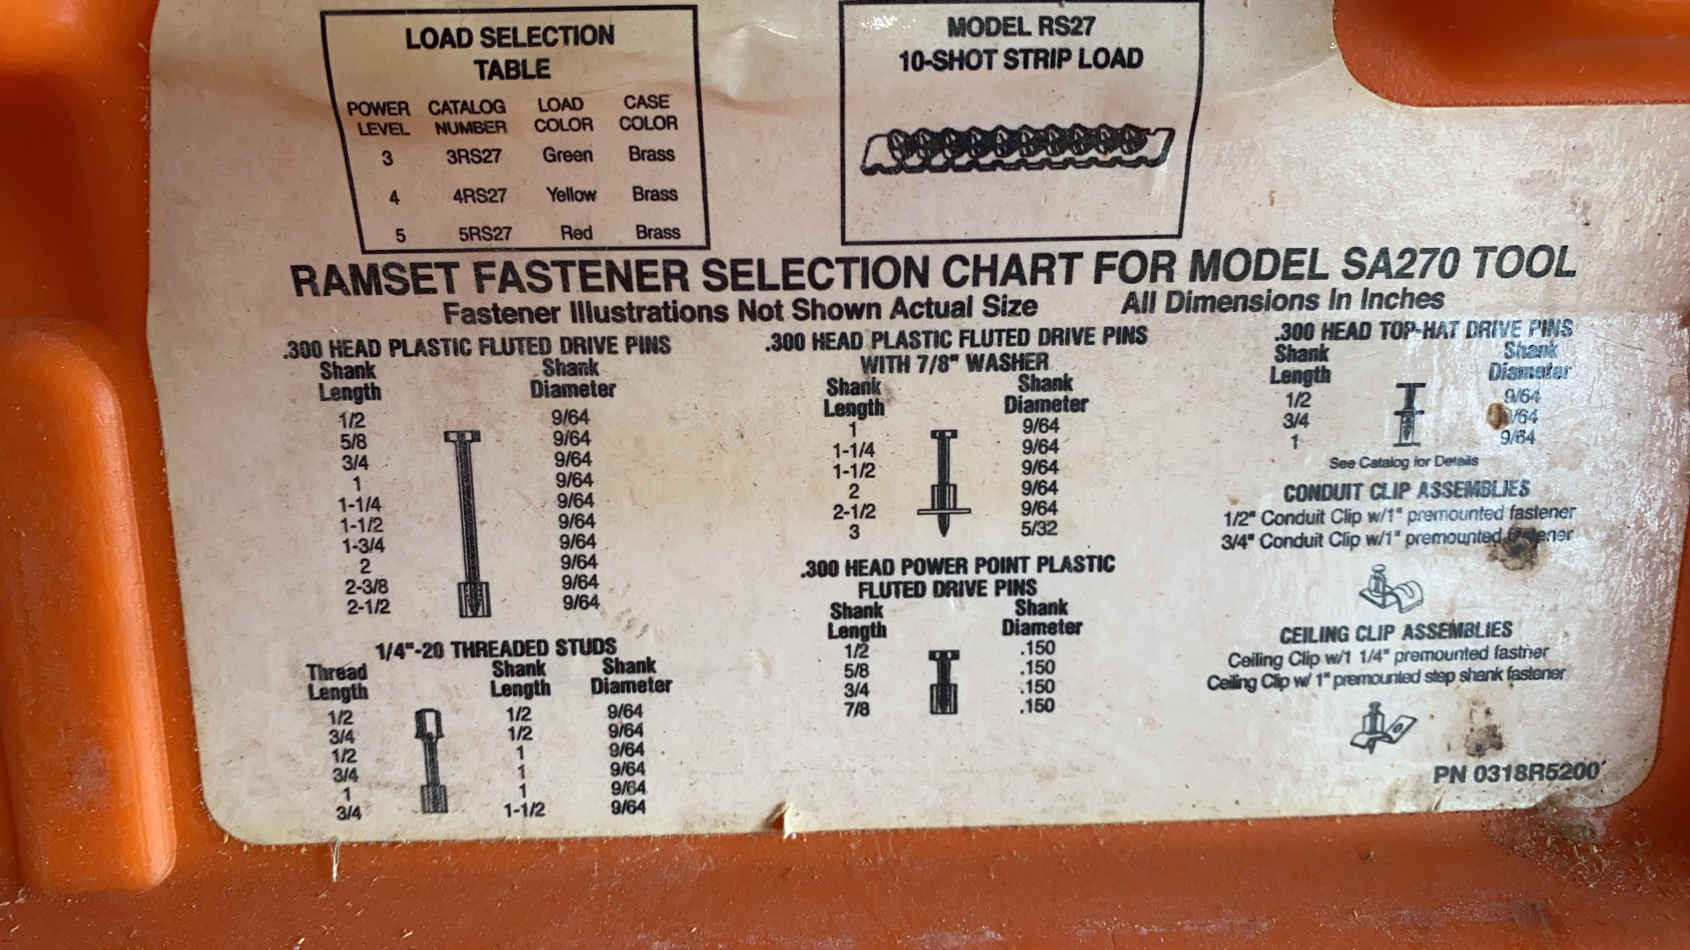 LOAD SELECTION
TABLE
POWER LEVEL CATALOG NUMBER LOAD COLOR CASE COLOR
3 3RS27 Green Brass
4 4RS27 Yellow Brass
5 5RS27 Red Brass
MODEL RS27
10-SHOT STRIP LOAD
RAMSET FASTENER SELECTION CHART FOR MODEL SA270 TOOL
Fastener Illustrations Not Shown Actual Size All Dimensions In Inches
.300 HEAD PLASTIC FLUTED DRIVE PINS
Shank Shank
Length Diameter
1/2 9/64
5/8 9/64
3/4 9/64
1 9/64
1-1/4 9/64
1-1/2 9/64
1-3/4 9/64
2 9/64
2-3/8 9/64
2-1/2 9/64
1/4"-20 THREADED STUDS
Thread Shank Shank
Length Length Diameter
1/2 1/2 9/64
3/4 1/2 9/64
1/2 1 9/64
3/4 1 9/64
1 1 9/64
3/4 1-1/2 9/64
.300 HEAD PLASTIC FLUTED DRIVE PINS
WITH 7/8" WASHER
Shank Shank
Length Diameter
1 9/64
1-1/4 9/64
1-1/2 9/64
2 9/64
2-1/2 9/64
3 5/32
.300 HEAD POWER POINT PLASTIC
FLUTED DRIVE PINS
Shank Shank
Length Diameter
1/2 .150
5/8 .150
3/4 .150
7/8 .150
.300 HEAD TOP-HAT DRIVE PINS
Shank Shank
Length Diameter
1/2 9/64
3/4 9/64
1 9/64
See Catalog for Details
CONDUIT CLIP ASSEMBLIES
1/2" Conduit Clip w/1" premounted fastener
3/4" Conduit Clip w/1" premounted fastener
CEILING CLIP ASSEMBLIES
Ceiling Clip w/1 1/4" premounted fastner
Ceiling Clip w/ 1" premounted step shank fastener
PN 0318R5200